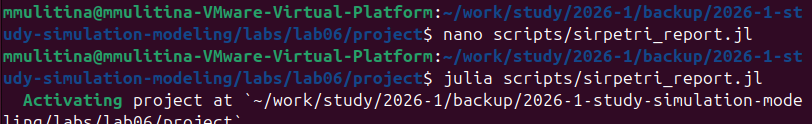 mmulitina@mmulitina-VMware-Virtual-Platform:~/work/study/2026-1/backup/2026-1-st
udy-simulation-modeling/labs/lab06/project$ nano scripts/sirpetri_report.jl
mmulitina@mmulitina-VMware-Virtual-Platform:~/work/study/2026-1/backup/2026-1-st
udy-simulation-modeling/labs/lab06/project$ julia scripts/sirpetri_report.jl
  Activating project at `~/work/study/2026-1/backup/2026-1-study-simulation-mode
ling/labs/lab06/project`